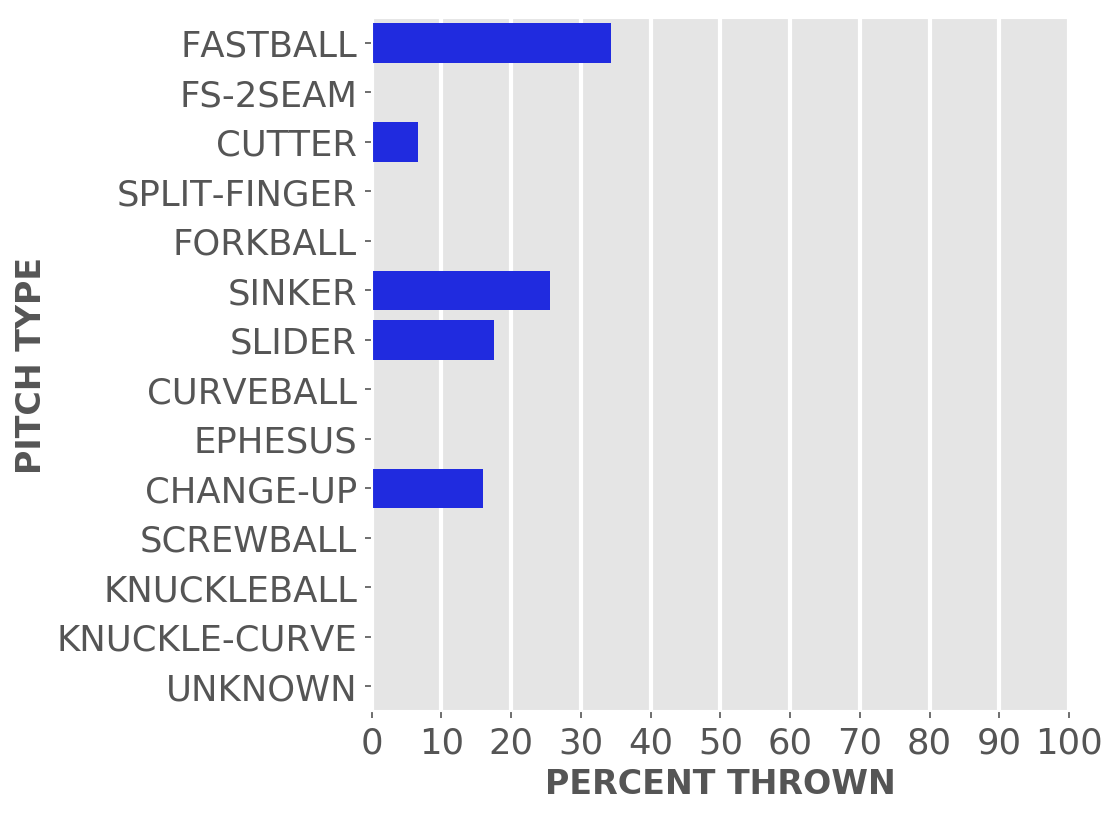 FASTBALL
FS-2SEAM
CUTTER
SPLIT-FINGER
FORKBALL
SINKER
SLIDER
CURVEBALL
EPHESUS
CHANGE-UP
SCREWBALL
KNUCKLEBALL
KNUCKLE-CURVE
UNKNOWN
PITCH TYPE
0 10 20 30 40 50 60 70 80 90 100
PERCENT THROWN